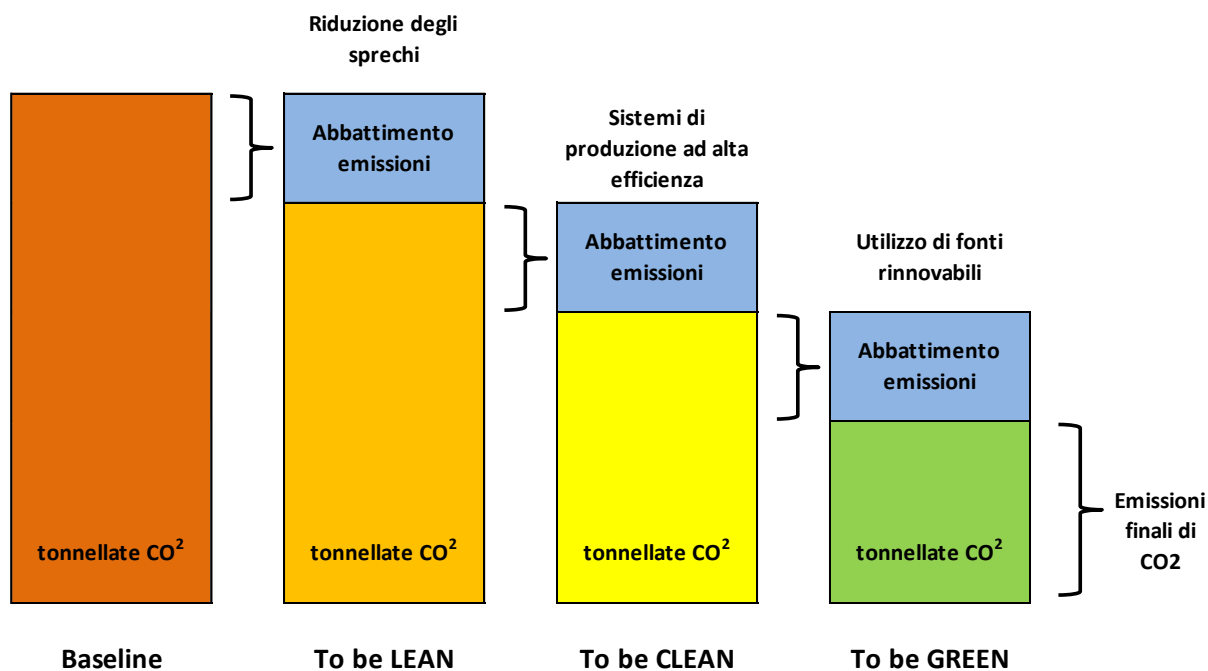 Riduzione degli
sprechi
Abbattimento
emissioni
Sistemi di
produzione ad alta
efficienza
Abbattimento
emissioni
Utilizzo di fonti
rinnovabili
Abbattimento
emissioni
tonnellate CO²
tonnellate CO²
tonnellate CO²
tonnellate CO²
Emissioni
finali di
CO2
Baseline
To be LEAN
To be CLEAN
To be GREEN